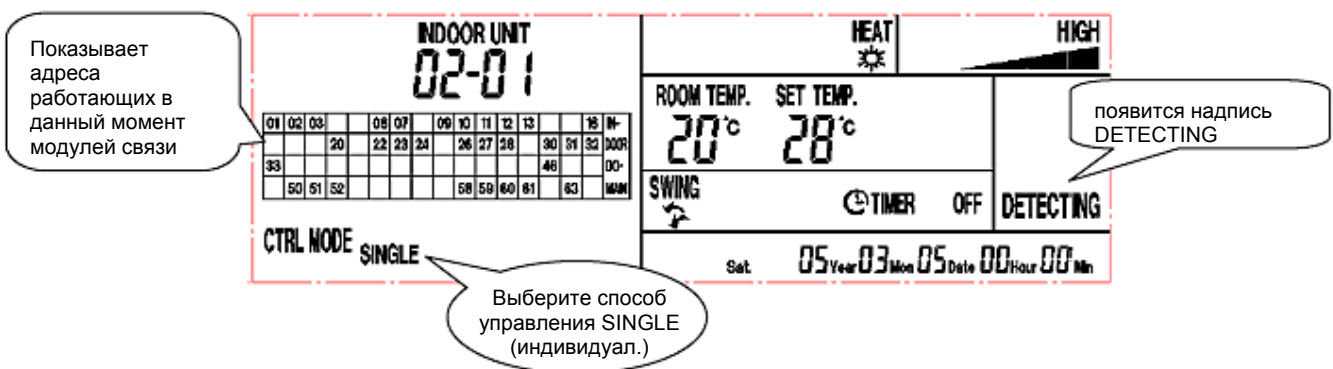 Показывает
адреса
работающих в
данный момент
модулей связи
INDOOR UNIT
02-01
01 02 03 06 07 09 10 11 12 13 16 IN-
20 22 23 24 26 27 28 30 31 32 DOOR
33 46 DO-
50 51 52 58 59 60 61 63 MAIN
CTRL MODE SINGLE
Выберите способ
управления SINGLE
(индивидуал.)
HEAT
HIGH
ROOM TEMP. SET TEMP.
20°C 28°C
SWING
TIMER OFF
DETECTING
Sat. 05 Year 03 Mon 05 Date 00 Hour 00 Min
появится надпись
DETECTING